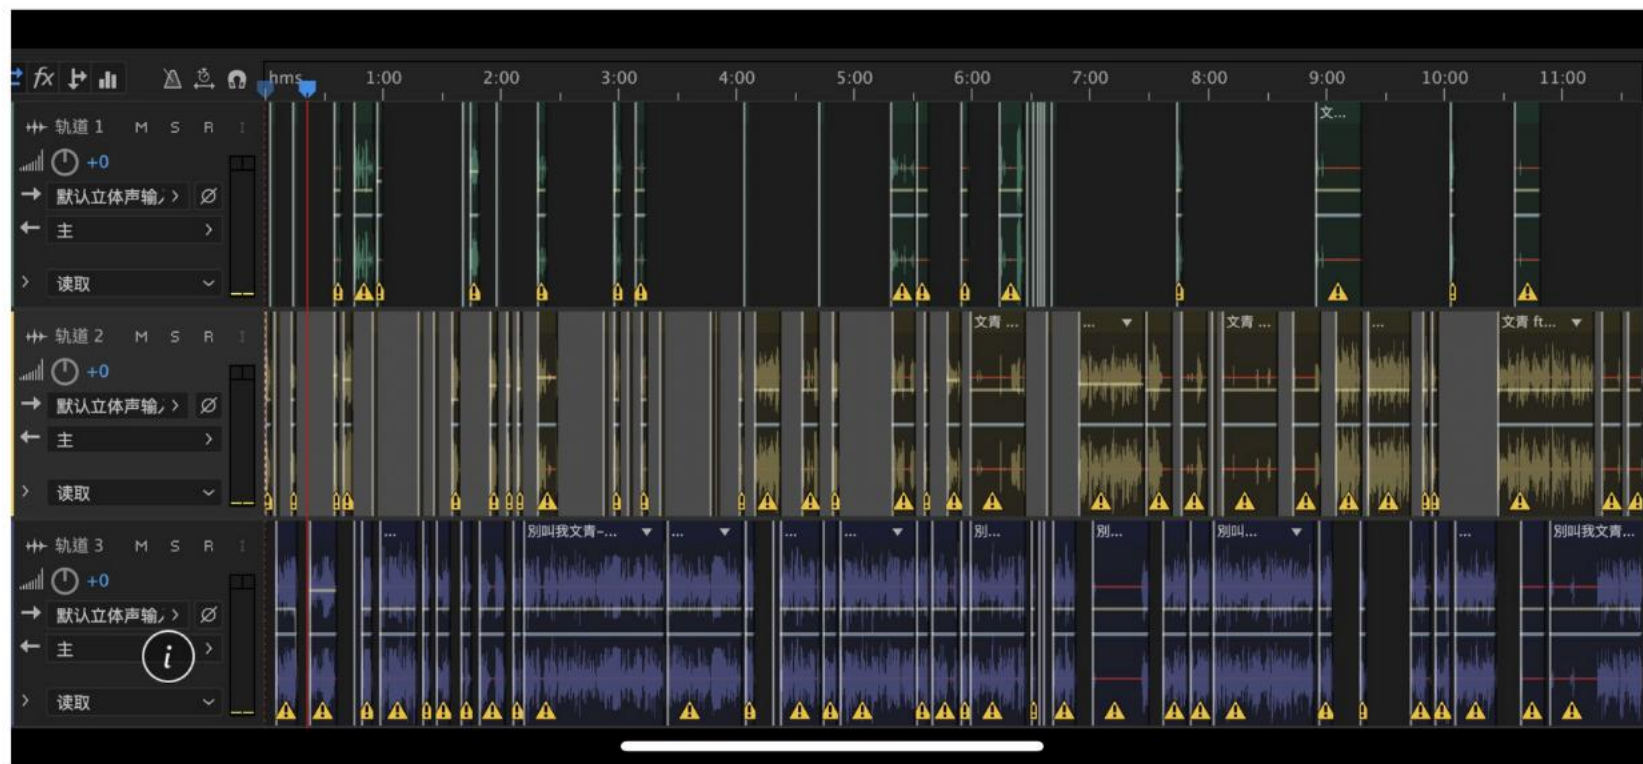 fx hms 1:00 2:00 3:00 4:00 5:00 6:00 7:00 8:00 9:00 10:00 11:00
轨道 1 M S R I
文...
+0
默认立体声输
主
读取
轨道 2 M S R I
文青 ... ... 文青 ... ... 文青 ft...
+0
默认立体声输
主
读取
轨道 3 M S R I
... 别叫我文青-... ... ... ... 别... 别... 别叫... ... 别叫我文青...
+0
默认立体声输
主
i
读取